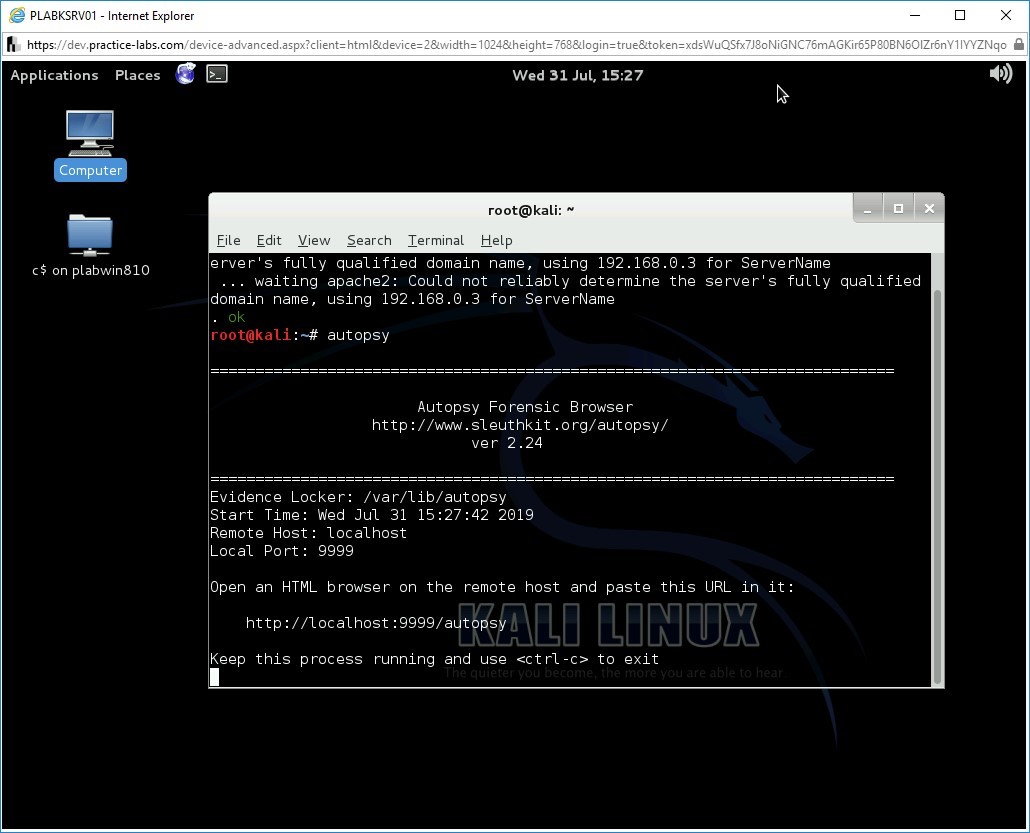 PLABKSRV01 - Internet Explorer
https://dev.practice-labs.com/device-advanced.aspx?client=html&device=2&width=1024&height=768&login=true&token=xdsWuQSfx7J8oNiGNC76mAGKir65P80BN6OIZr6nY1lYYZNqo
Applications Places Wed 31 Jul, 15:27
Computer
c$ on plabwin810
root@kali: ~
File Edit View Search Terminal Help
erver's fully qualified domain name, using 192.168.0.3 for ServerName
... waiting apache2: Could not reliably determine the server's fully qualified
domain name, using 192.168.0.3 for ServerName
. ok
root@kali:~# autopsy
============================================================================
Autopsy Forensic Browser
http://www.sleuthkit.org/autopsy/
ver 2.24
============================================================================
Evidence Locker: /var/lib/autopsy
Start Time: Wed Jul 31 15:27:42 2019
Remote Host: localhost
Local Port: 9999
Open an HTML browser on the remote host and paste this URL in it:
http://localhost:9999/autopsy
KALI LINUX
Keep this process running and use <ctrl-c> to exit
The quieter you become, the more you are able to hear